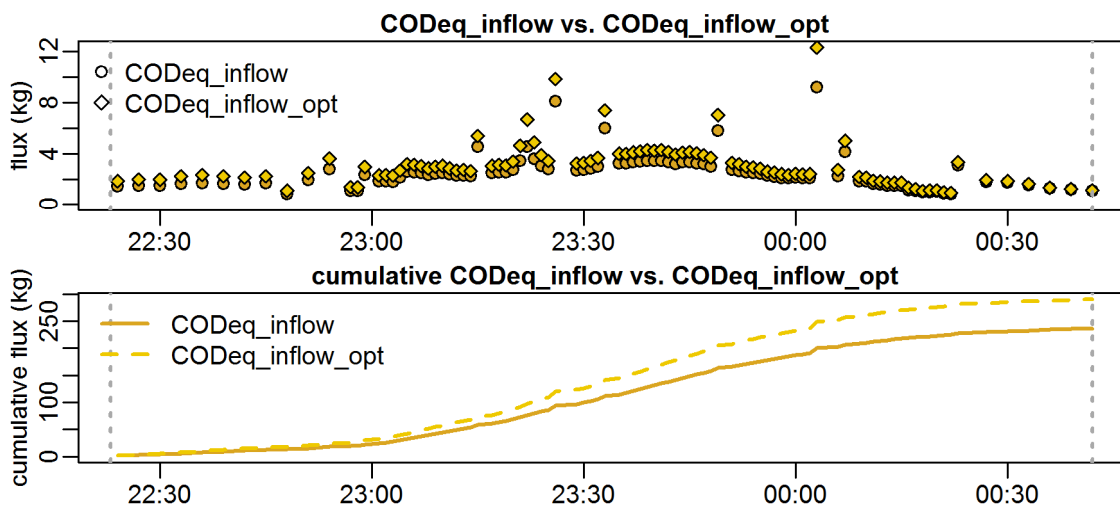 CODeq_inflow vs. CODeq_inflow_opt
flux (kg)
12
4
0
CODeq_inflow
CODeq_inflow_opt
22:30 23:00 23:30 00:00 00:30
cumulative CODeq_inflow vs. CODeq_inflow_opt
cumulative flux (kg)
250
100
0
CODeq_inflow
CODeq_inflow_opt
22:30 23:00 23:30 00:00 00:30